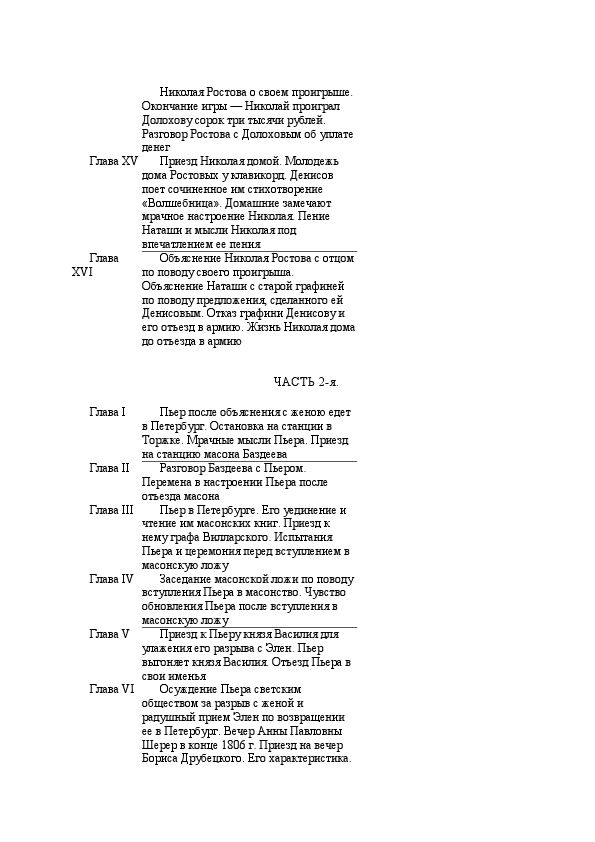 Николая Ростова о своем проигрыше.
Окончание игры — Николай проиграл
Долохову сорок три тысячи рублей.
Разговор Ростова с Долоховым об уплате
денег
Глава XV Приезд Николая домой. Молодежь
дома Ростовых у клавикорд. Денисов
поет сочиненное им стихотворение
«Волшебница». Домашние замечают
мрачное настроение Николая. Пение
Наташи и мысли Николая под
впечатлением ее пения
Глава Объяснение Николая Ростова с отцом
XVI по поводу своего проигрыша.
Объяснение Наташи с старой графиней
по поводу предложения, сделанного ей
Денисовым. Отказ графини Денисову и
его отъезд в армию. Жизнь Николая дома
до отъезда в армию
ЧАСТЬ 2-я.
Глава I Пьер после объяснения с женою едет
в Петербург. Остановка на станции в
Торжке. Мрачные мысли Пьера. Приезд
на станцию масона Баздеева
Глава II Разговор Баздеева с Пьером.
Перемена в настроении Пьера после
отъезда масона
Глава III Пьер в Петербурге. Его уединение и
чтение им масонских книг. Приезд к
нему графа Вилларского. Испытания
Пьера и церемония перед вступлением в
масонскую ложу
Глава IV Заседание масонской ложи по поводу
вступления Пьера в масонство. Чувство
обновления Пьера после вступления в
масонскую ложу
Глава V Приезд к Пьеру князя Василия для
улажения его разрыва с Элен. Пьер
выгоняет князя Василия. Отъезд Пьера в
свои именья
Глава VI Осуждение Пьера светским
обществом за разрыв с женой и
радушный прием Элен по возвращении
ее в Петербург. Вечер Анны Павловны
Шерер в конце 1806 г. Приезд на вечер
Бориса Друбецкого. Его характеристика.